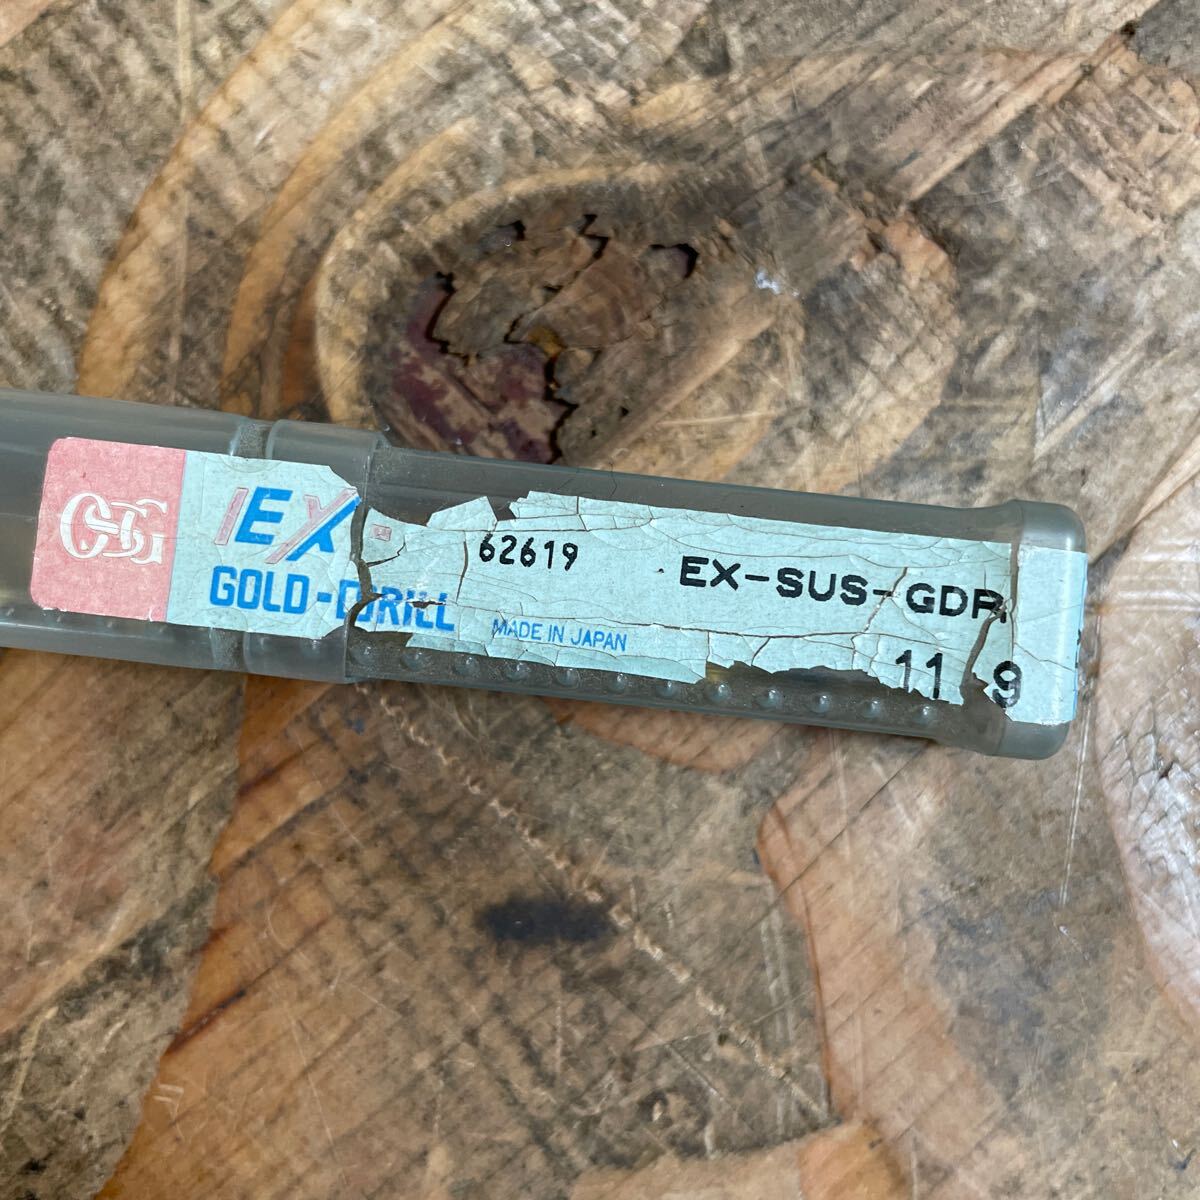 OSG
EX-
GOLD-DRILL
62619
MADE IN JAPAN
EX-SUS-GDR
11.9